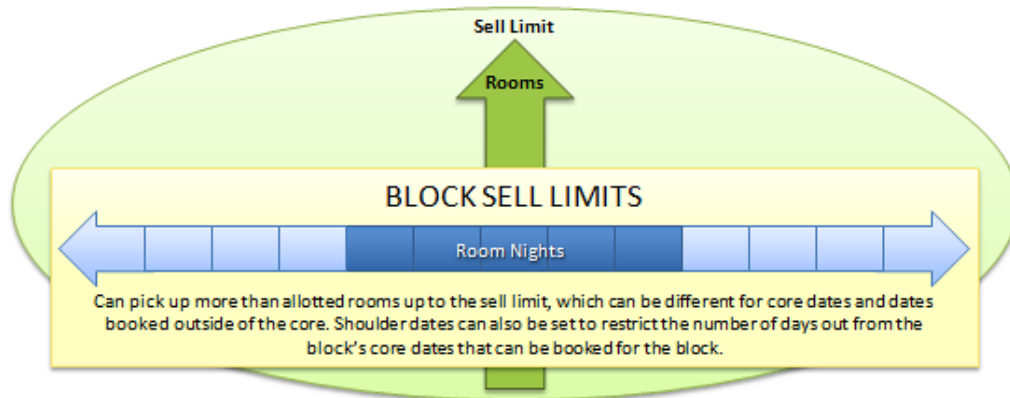 Sell Limit
Rooms
BLOCK SELL LIMITS
Room Nights
Can pick up more than allotted rooms up to the sell limit, which can be different for core dates and dates
booked outside of the core. Shoulder dates can also be set to restrict the number of days out from the
block’s core dates that can be booked for the block.